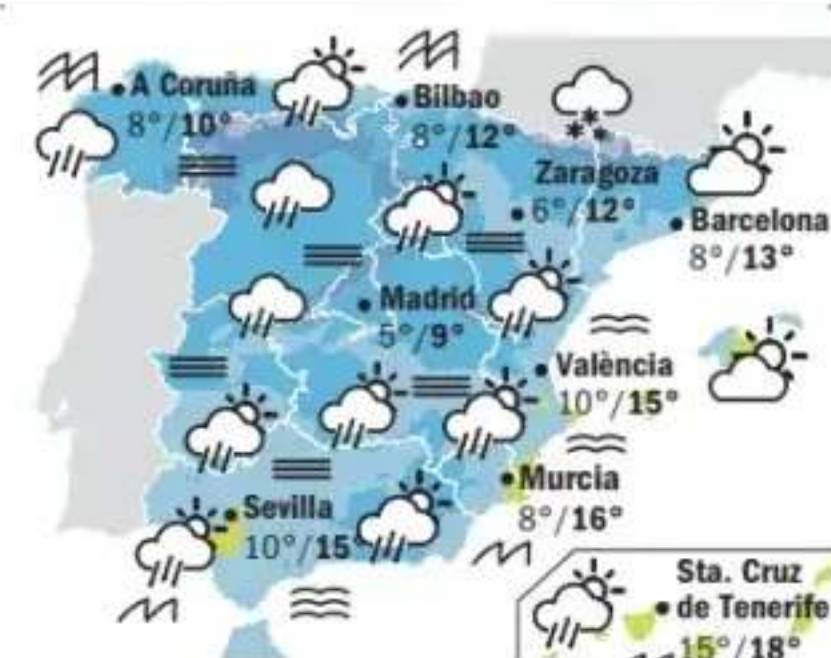 A Coruña
8°/10°
Bilbao
8°/12°
Zaragoza
6°/12°
Barcelona
8°/13°
Madrid
5°/9°
València
10°/15°
Murcia
8°/16°
Sevilla
10°/15°
Sta. Cruz
de Tenerife
15°/18°